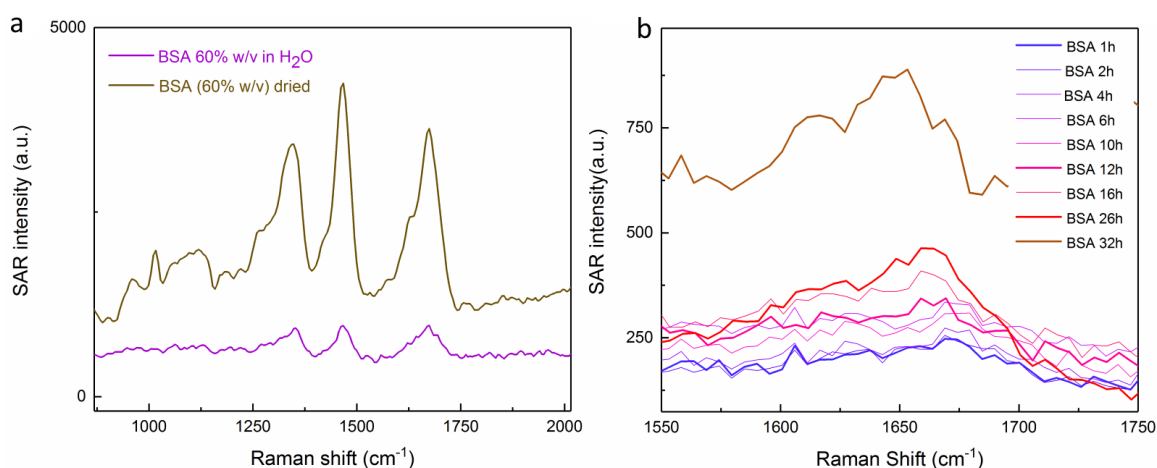 a
5000
0
SAR intensity (a.u.)
BSA 60% w/v in H2O
BSA (60% w/v) dried
1000
1250
1500
1750
2000
Raman shift (cm-1)
b
750
500
250
SAR intensity(a.u.)
BSA 1h
BSA 2h
BSA 4h
BSA 6h
BSA 10h
BSA 12h
BSA 16h
BSA 26h
BSA 32h
1550
1600
1650
1700
1750
Raman Shift (cm-1)